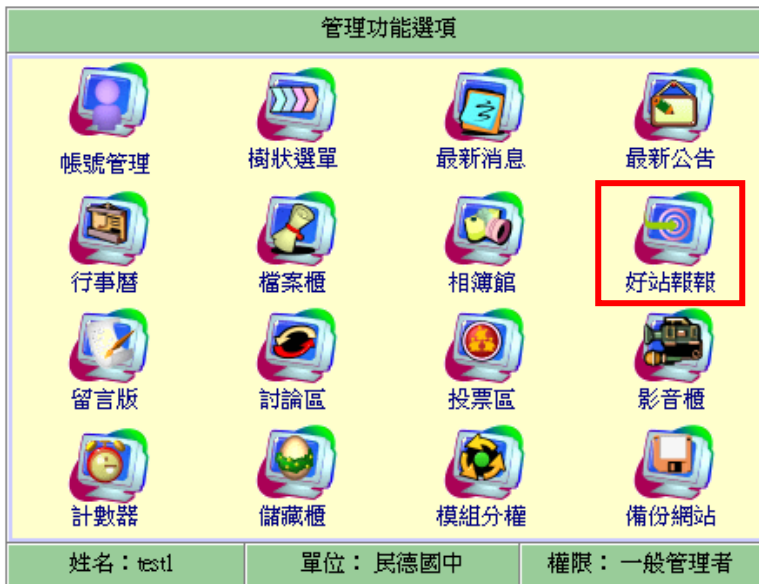 管理功能選項
帳號管理 樹狀選單 最新消息 最新公告
行事曆 檔案櫃 相簿館 好站報報
留言版 討論區 投票區 影音櫃
計數器 儲藏櫃 模組分權 備份網站
姓名：test1 單位： 民德國中 權限： 一般管理者